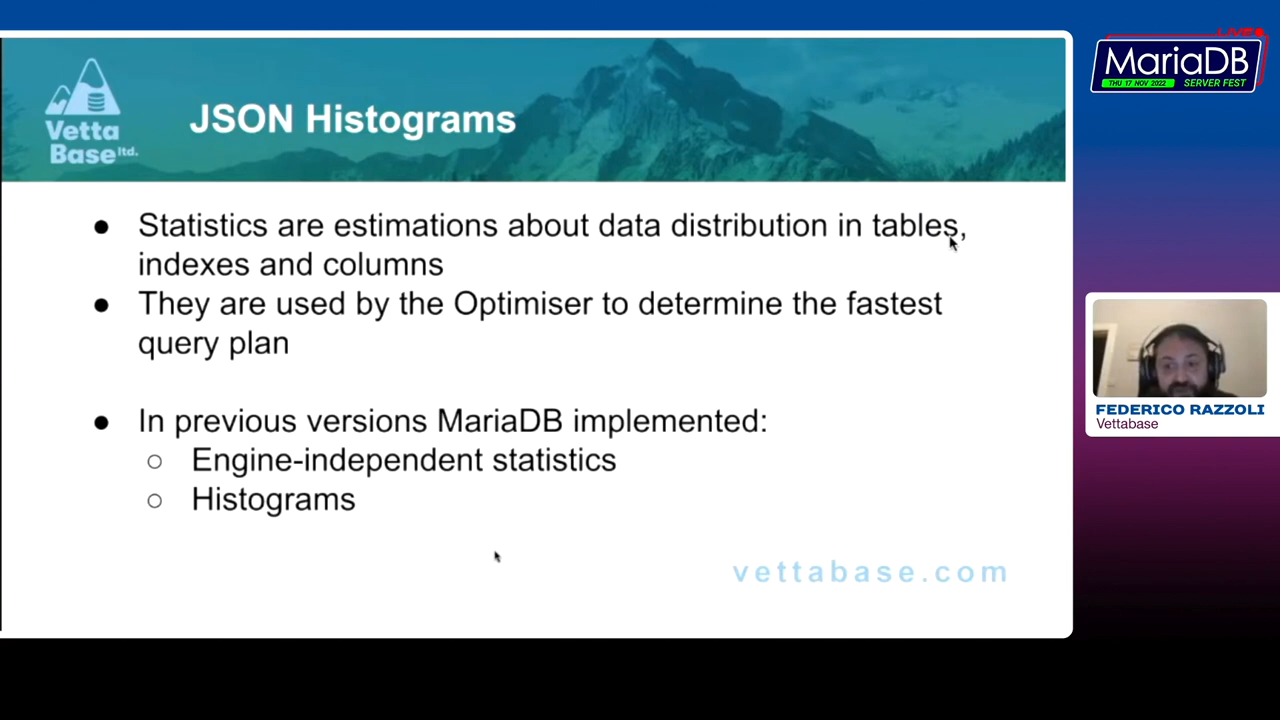 LIVE
MariaDB
THU 17 NOV 2022 SERVER FEST
Vetta
Base ltd.
JSON Histograms
● Statistics are estimations about data distribution in tables,
indexes and columns
● They are used by the Optimiser to determine the fastest
query plan
● In previous versions MariaDB implemented:
○ Engine-independent statistics
○ Histograms
vettabase.com
FEDERICO RAZZOLI
Vettabase